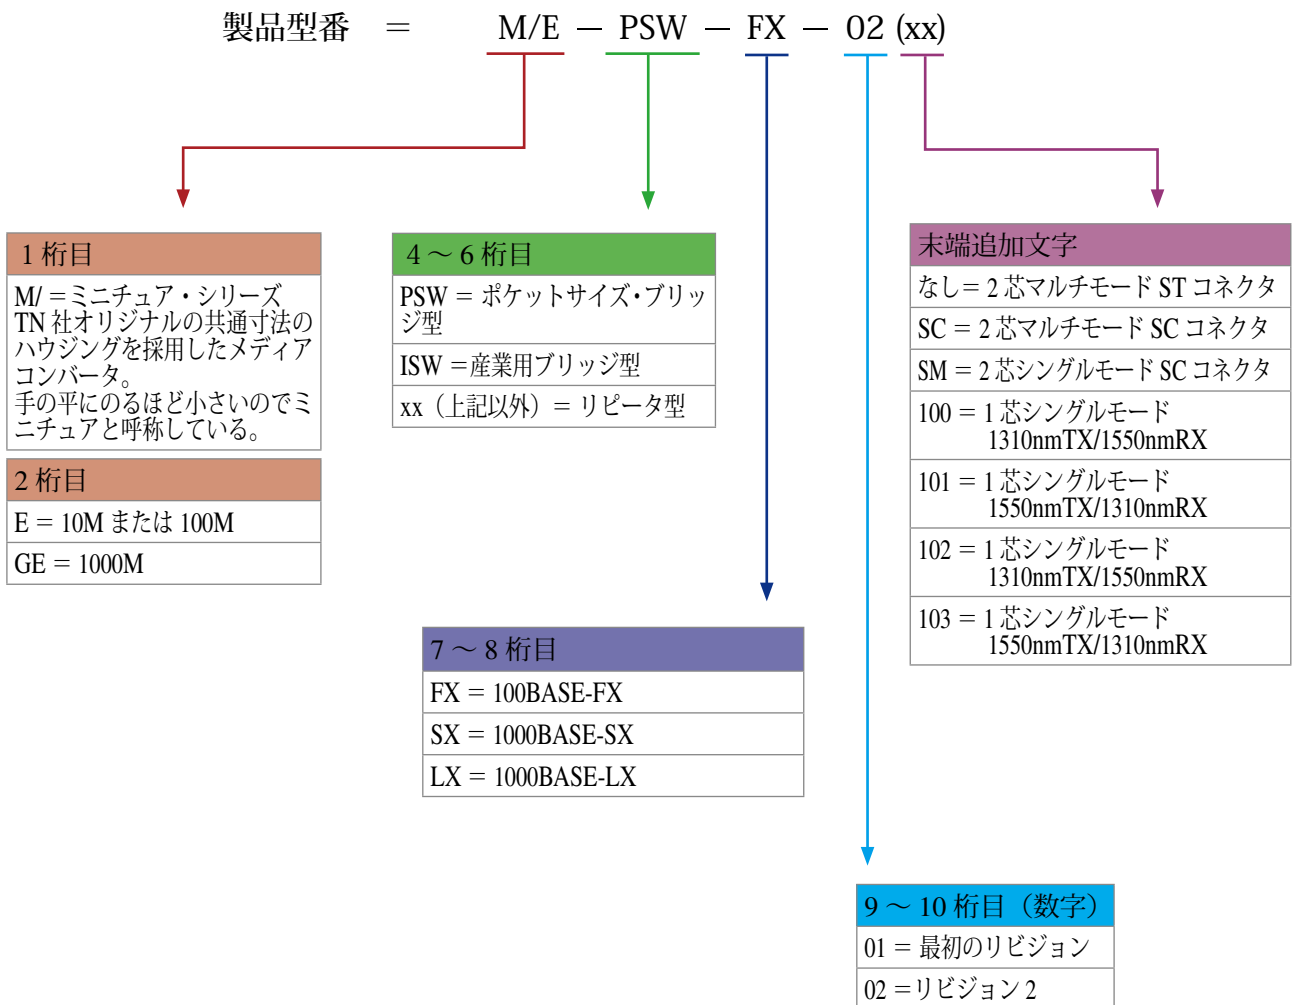 製品型番 ＝ M/E － PSW － FX － 02 (xx)
1 桁目
M/ ＝ミニチュア・シリーズ
TN 社オリジナルの共通寸法の
ハウジングを採用したメディア
コンバータ。
手の平にのるほど小さいのでミ
ニチュアと呼称している。
2 桁目
E ＝ 10M または 100M
GE ＝ 1000M
4 ～ 6 桁目
PSW ＝ ポケットサイズ・ブリッ
ジ型
ISW ＝産業用ブリッジ型
xx（上記以外）＝ リピータ型
7 ～ 8 桁目
FX ＝ 100BASE-FX
SX ＝ 1000BASE-SX
LX ＝ 1000BASE-LX
9 ～ 10 桁目（数字）
01 ＝ 最初のリビジョン
02 ＝リビジョン 2
末端追加文字
なし＝ 2 芯マルチモード ST コネクタ
SC ＝ 2 芯マルチモード SC コネクタ
SM ＝ 2 芯シングルモード SC コネクタ
100 ＝ 1 芯シングルモード
1310nmTX/1550nmRX
101 ＝ 1 芯シングルモード
1550nmTX/1310nmRX
102 ＝ 1 芯シングルモード
1310nmTX/1550nmRX
103 ＝ 1 芯シングルモード
1550nmTX/1310nmRX